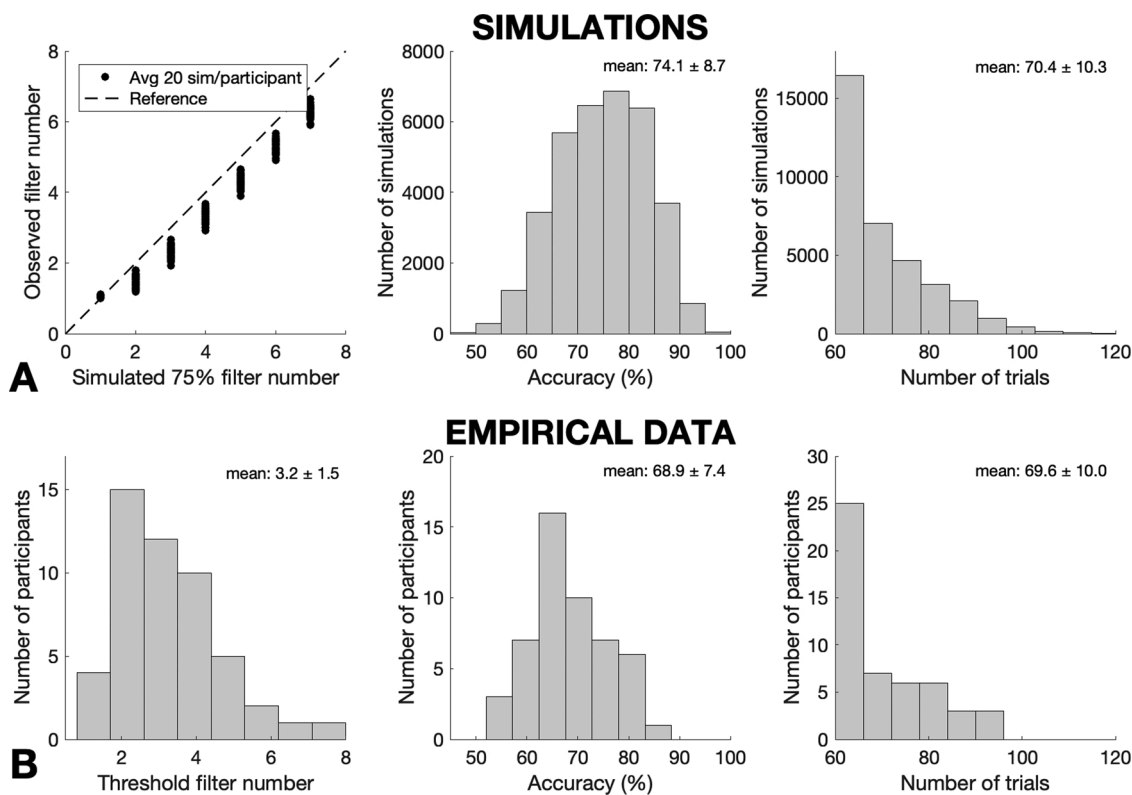 SIMULATIONS
8
6
4
2
0
Observed filter number
Avg 20 sim/participant
Reference
0
2
4
6
8
Simulated 75% filter number
A
8000
6000
4000
2000
0
Number of simulations
mean: 74.1 ± 8.7
50
60
70
80
90
100
Accuracy (%)
15000
10000
5000
0
Number of simulations
mean: 70.4 ± 10.3
60
80
100
120
Number of trials
EMPIRICAL DATA
15
10
5
0
Number of participants
mean: 3.2 ± 1.5
2
4
6
8
Threshold filter number
B
20
15
10
5
0
Number of participants
mean: 68.9 ± 7.4
50
60
70
80
90
100
Accuracy (%)
30
25
20
15
10
5
0
Number of participants
mean: 69.6 ± 10.0
60
80
100
120
Number of trials